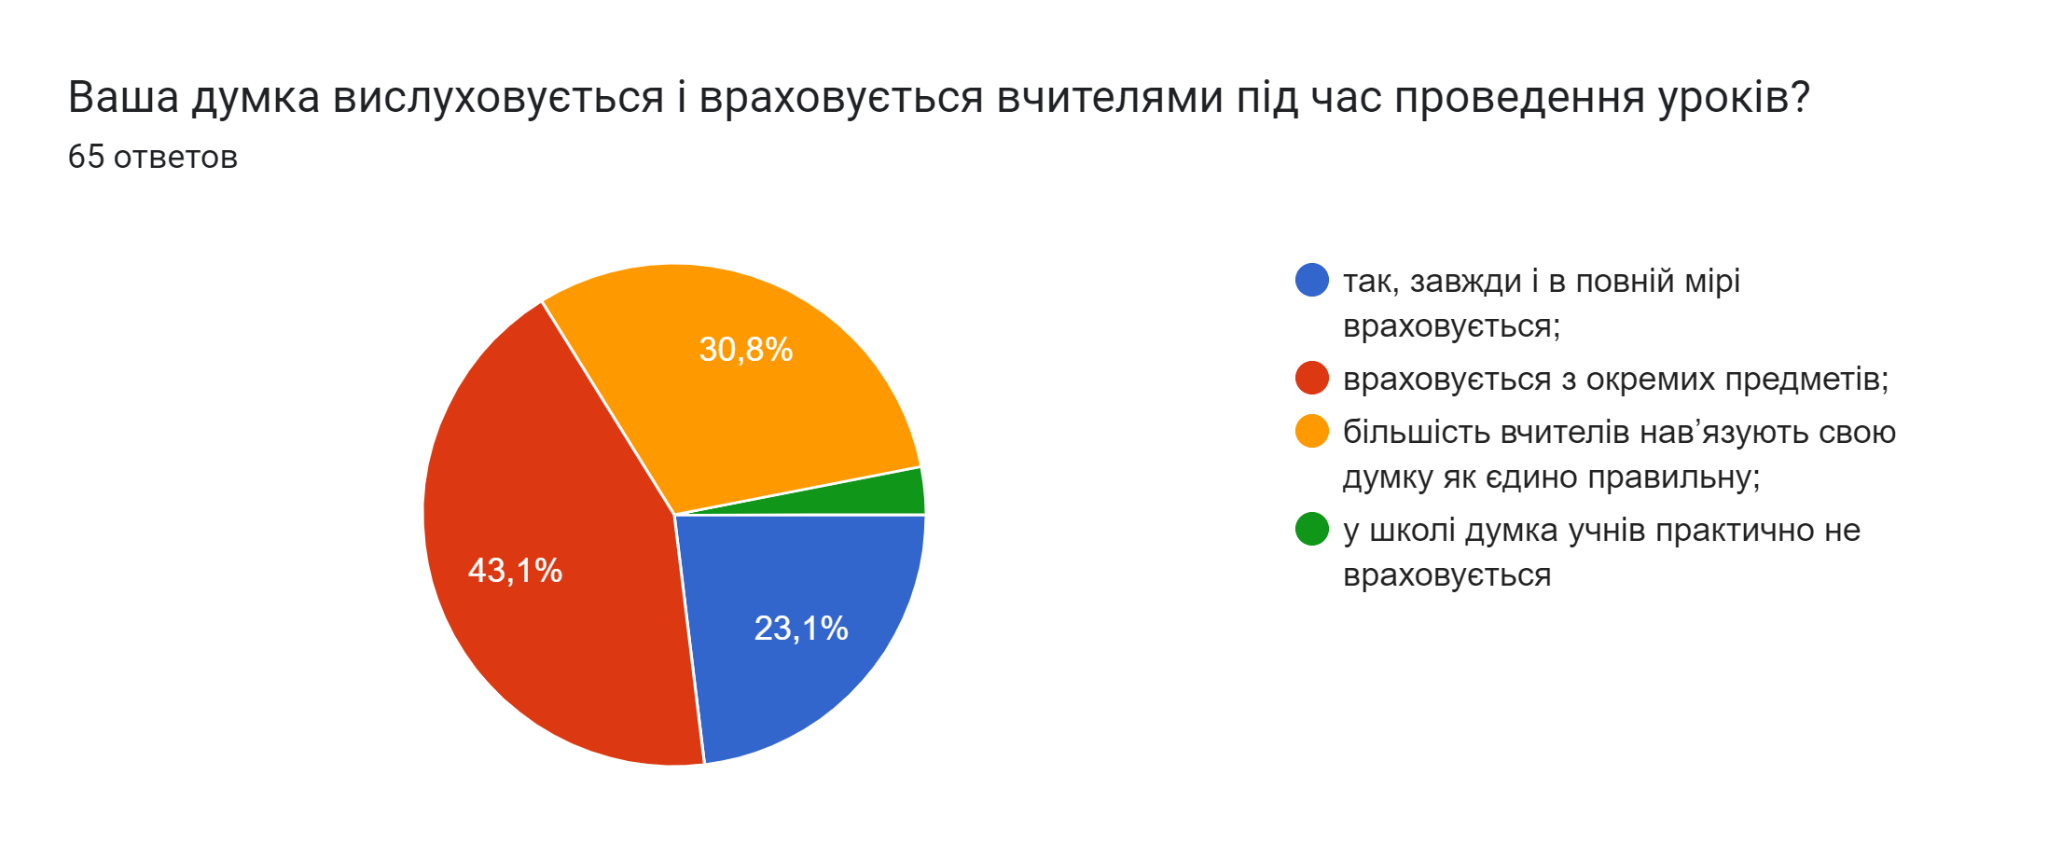 Ваша думка вислуховується і враховується вчителями під час проведення уроків?
65 ответов
30,8%
43,1%
23,1%
так, завжди і в повній мірі
враховується;
враховується з окремих предметів;
більшість вчителів нав’язують свою
думку як єдино правильну;
у школі думка учнів практично не
враховується